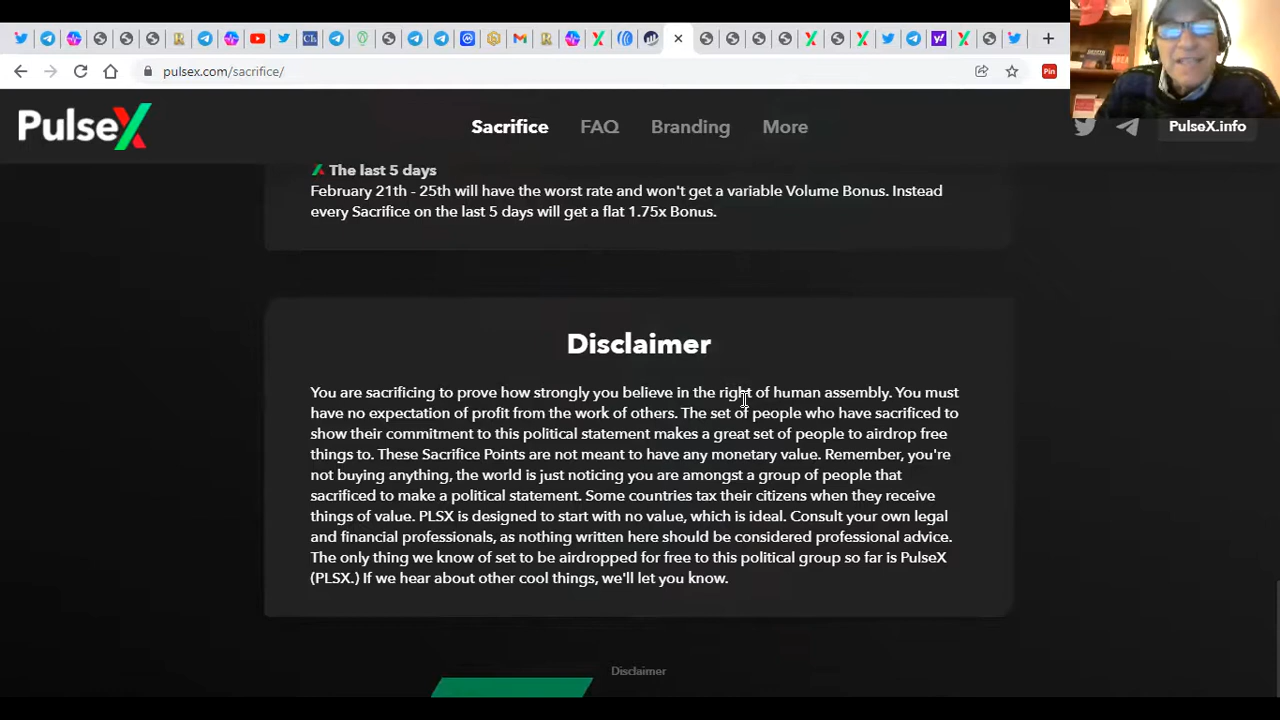 Ch
Pin
pulsex.com/sacrifice/
PulseX
Sacrifice
FAQ
Branding
More
PulseX.info
The last 5 days
February 21th - 25th will have the worst rate and won't get a variable Volume Bonus. Instead
every Sacrifice on the last 5 days will get a flat 1.75x Bonus.
Disclaimer
You are sacrificing to prove how strongly you believe in the right of human assembly. You must
have no expectation of profit from the work of others. The set of people who have sacrificed to
show their commitment to this political statement makes a great set of people to airdrop free
things to. These Sacrifice Points are not meant to have any monetary value. Remember, you're
not buying anything, the world is just noticing you are amongst a group of people that
sacrificed to make a political statement. Some countries tax their citizens when they receive
things of value. PLSX is designed to start with no value, which is ideal. Consult your own legal
and financial professionals, as nothing written here should be considered professional advice.
The only thing we know of set to be airdropped for free to this political group so far is PulseX
(PLSX.) If we hear about other cool things, we'll let you know.
Disclaimer